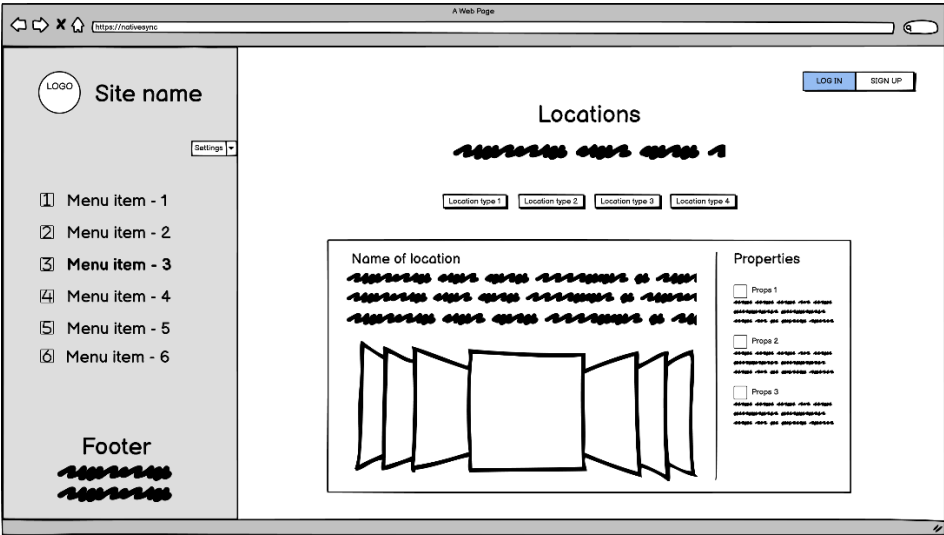 A Web Page
https://nativesync
LOGO
Site name
Settings
1 Menu item - 1
2 Menu item - 2
3 Menu item - 3
4 Menu item - 4
5 Menu item - 5
6 Menu item - 6
Footer
LOG IN SIGN UP
Locations
Location type 1 Location type 2 Location type 3 Location type 4
Name of location
Properties
Props 1
Props 2
Props 3